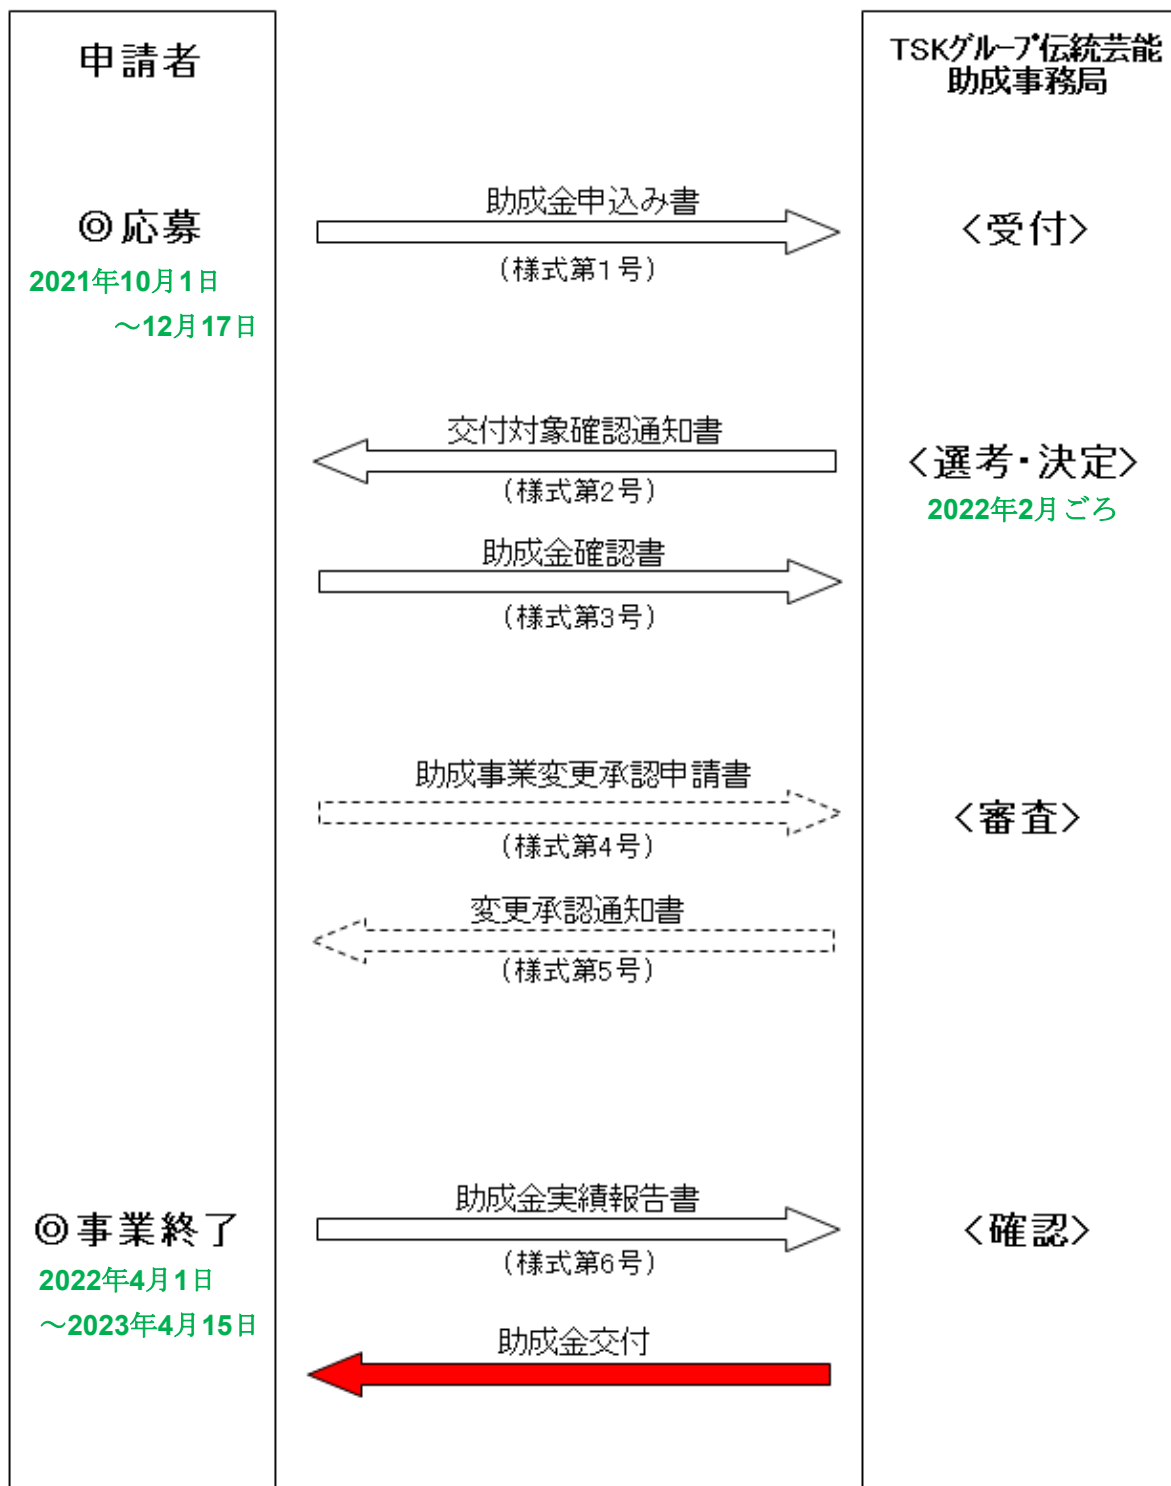 申請者
TSKグループ伝統芸能
助成事務局
◎応募
2021年10月1日
～12月17日
助成金申込み書
（様式第1号）
＜受付＞
交付対象確認通知書
（様式第2号）
＜選考・決定＞
2022年2月ごろ
助成金確認書
（様式第3号）
助成事業変更承認申請書
（様式第4号）
＜審査＞
変更承認通知書
（様式第5号）
◎事業終了
2022年4月1日
～2023年4月15日
助成金実績報告書
（様式第6号）
＜確認＞
助成金交付